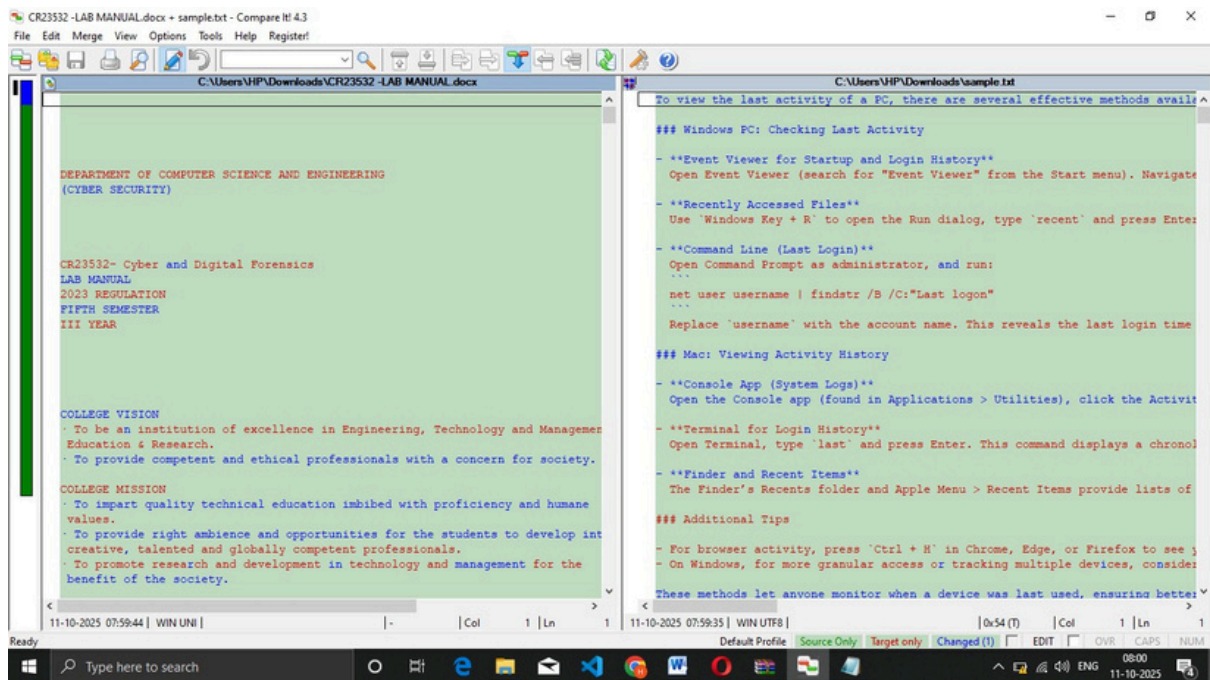 CR23532 -LAB MANUAL.docx + sample.txt - Compare It! 4.3
File Edit Merge View Options Tools Help Register!
C:\Users\HP\Downloads\CR23532 -LAB MANUAL.docx
DEPARTMENT OF COMPUTER SCIENCE AND ENGINEERING
(CYBER SECURITY)
CR23532- Cyber and Digital Forensics
LAB MANUAL
2023 REGULATION
FIFTH SEMESTER
III YEAR
COLLEGE VISION
· To be an institution of excellence in Engineering, Technology and Managemen
Education & Research.
· To provide competent and ethical professionals with a concern for society.
COLLEGE MISSION
· To impart quality technical education imbibed with proficiency and humane
values.
· To provide right ambience and opportunities for the students to develop int
creative, talented and globally competent professionals.
· To promote research and development in technology and management for the
benefit of the society.
11-10-2025 07:59:44 | WIN UNI | | - | Col 1 | Ln 1
C:\Users\HP\Downloads\sample.txt
To view the last activity of a PC, there are several effective methods availa
### Windows PC: Checking Last Activity
- **Event Viewer for Startup and Login History**
Open Event Viewer (search for "Event Viewer" from the Start menu). Navigate
- **Recently Accessed Files**
Use `Windows Key + R` to open the Run dialog, type `recent` and press Enter
- **Command Line (Last Login)**
Open Command Prompt as administrator, and run:
```
net user username | findstr /B /C:"Last logon"
```
Replace `username` with the account name. This reveals the last login time
### Mac: Viewing Activity History
- **Console App (System Logs)**
Open the Console app (found in Applications > Utilities), click the Activit
- **Terminal for Login History**
Open Terminal, type `last` and press Enter. This command displays a chronol
- **Finder and Recent Items**
The Finder's Recents folder and Apple Menu > Recent Items provide lists of
### Additional Tips
- For browser activity, press `Ctrl + H` in Chrome, Edge, or Firefox to see y
- On Windows, for more granular access or tracking multiple devices, consider
These methods let anyone monitor when a device was last used, ensuring better
11-10-2025 07:59:35 | WIN UTF8 | | 0x54 (T) | Col 1 | Ln 1
Ready Default Profile Source Only Target only Changed (1) EDIT OVR CAPS NUM
Type here to search ENG 08:00
11-10-2025